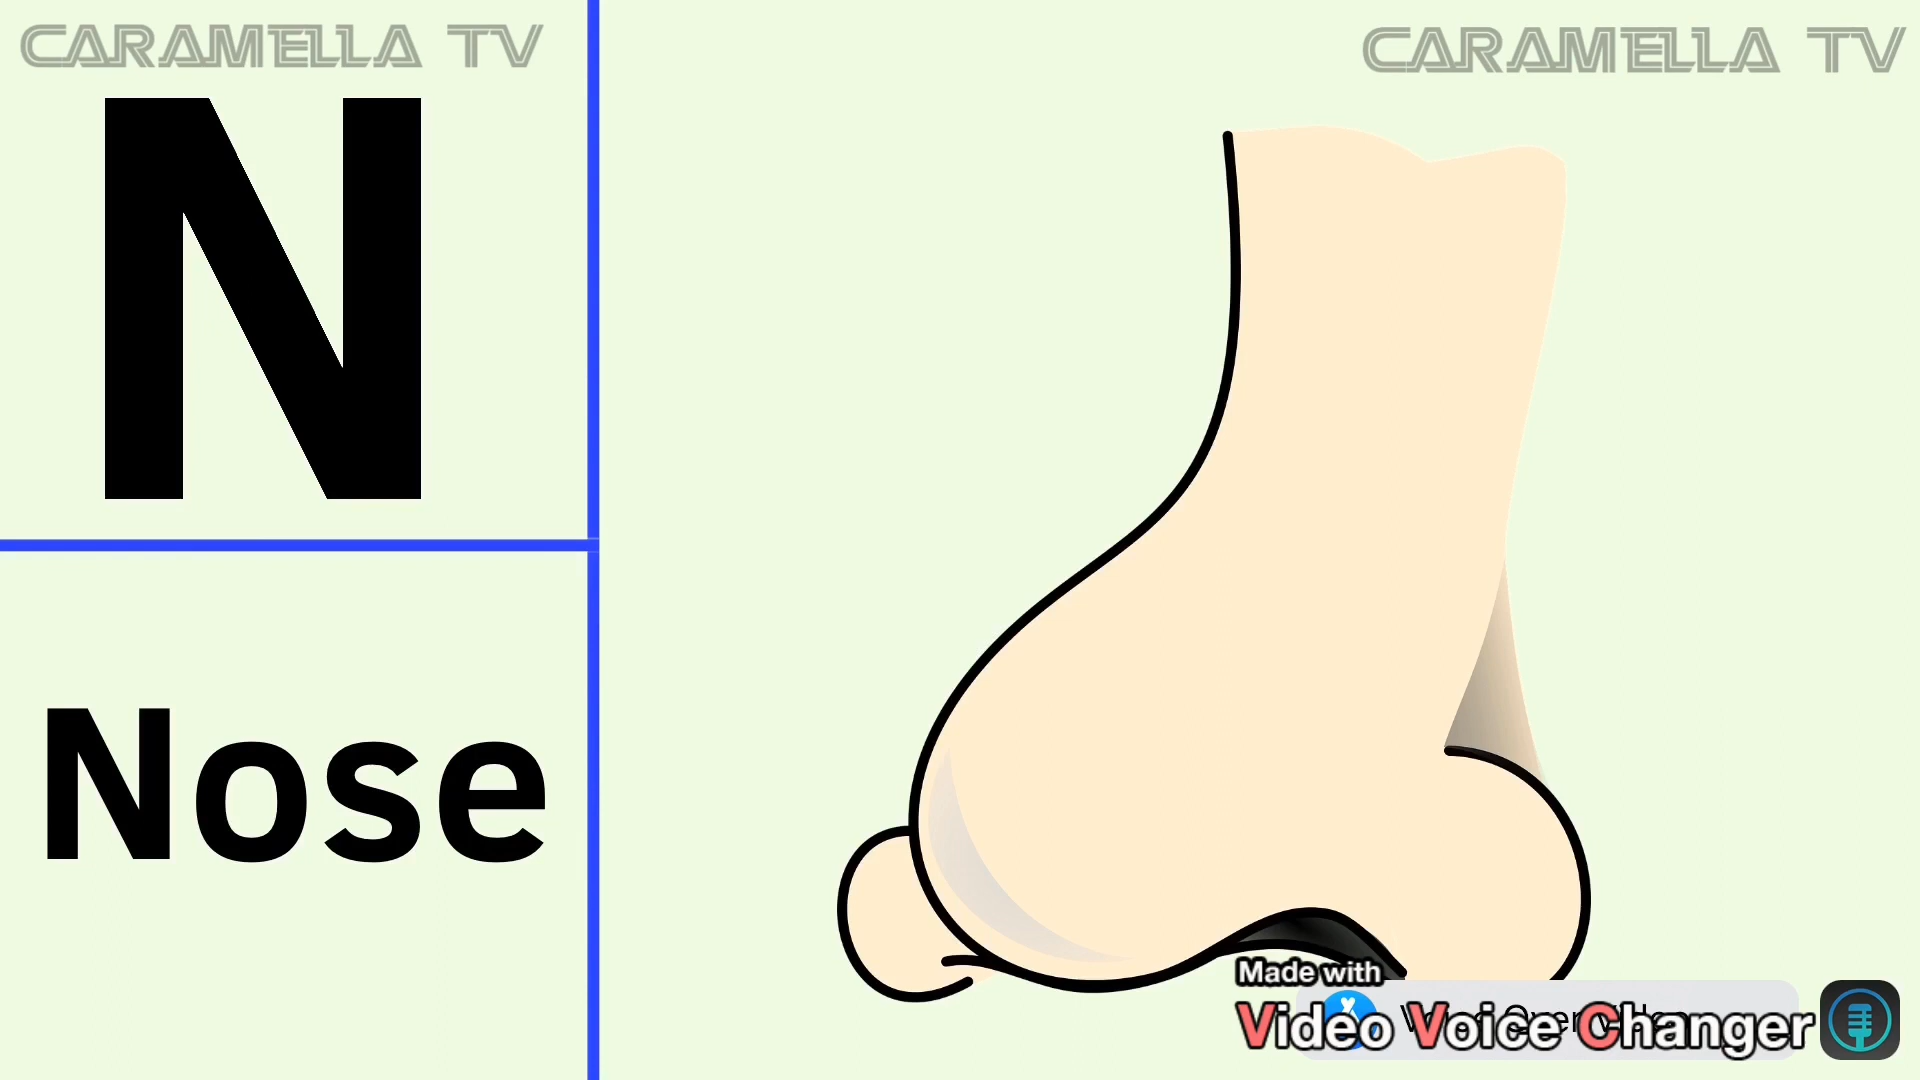 CARAMELLA TV
CARAMELLA TV
N
Nose
Made with
Video Voice Changer